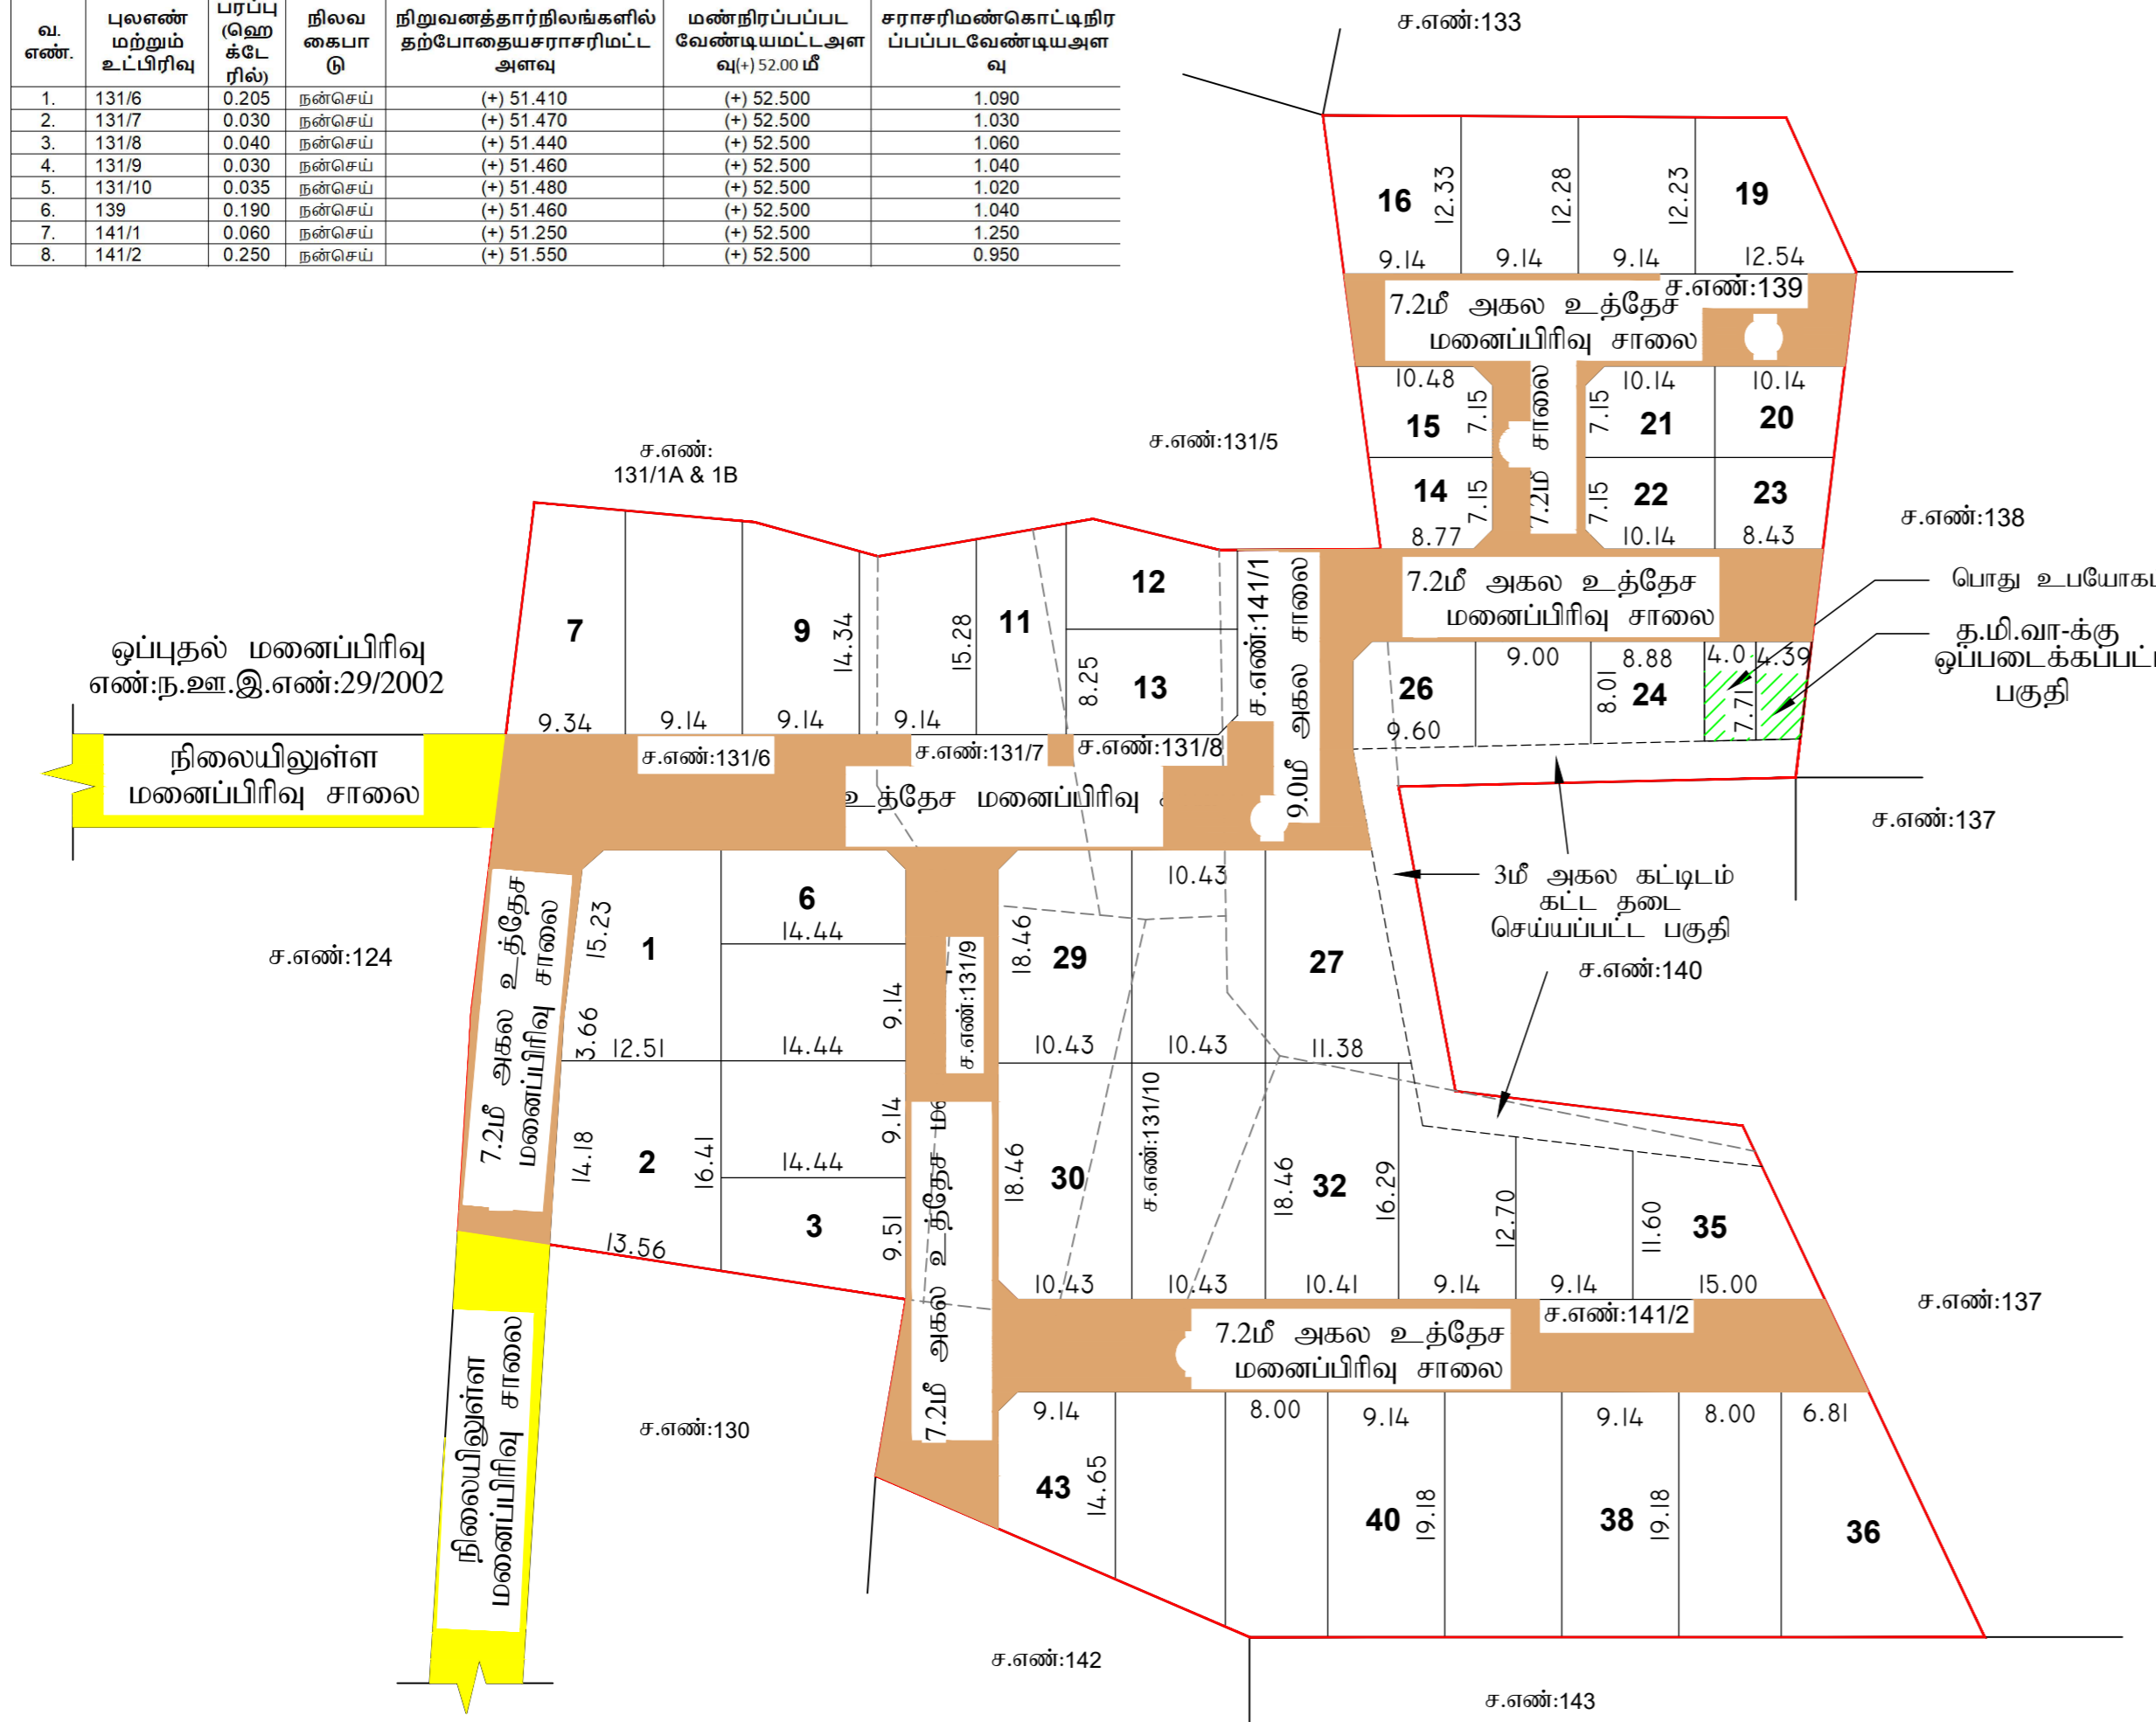 வ. எண். | புலஎண் மற்றும் உட்பிரிவு | பரப்பு (ஹெ க்டே ரில்) | நிலவ கைபா டு | நிறுவனத்தார்நிலங்களில் தற்போதையசராசரிமட்ட அளவு | மண்நிரப்பப்பட வேண்டியமட்டஅள வு(+) 52.00 மீ | சராசரிமண்கொட்டிநிர ப்பப்படவேண்டியஅள வு
1. 131/6 0.205 நன்செய் (+) 51.410 (+) 52.500 1.090
2. 131/7 0.030 நன்செய் (+) 51.470 (+) 52.500 1.030
3. 131/8 0.040 நன்செய் (+) 51.440 (+) 52.500 1.060
4. 131/9 0.030 நன்செய் (+) 51.460 (+) 52.500 1.040
5. 131/10 0.035 நன்செய் (+) 51.480 (+) 52.500 1.020
6. 139 0.190 நன்செய் (+) 51.460 (+) 52.500 1.040
7. 141/1 0.060 நன்செய் (+) 51.250 (+) 52.500 1.250
8. 141/2 0.250 நன்செய் (+) 51.550 (+) 52.500 0.950
ச.எண்:133
16 12.33 12.28 12.23 19
9.14 9.14 9.14 12.54
ச.எண்:139
7.2மீ அகல உத்தேச
மனைப்பிரிவு சாலை
10.48 10.14 10.14
15 7.15 7.15 21 20
7.2மீ சாலை
14 7.15 7.15 22 23
8.77 10.14 8.43
ச.எண்:138
ச.எண்:
131/1A & 1B
ச.எண்:131/5
7.2மீ அகல உத்தேச
மனைப்பிரிவு சாலை
ச.எண்:141/1
9.0மீ அகல சாலை
பொது
த.மி.வா-க்கு
பகுதி
9.00 8.88 4.0 4.39
26 8.01 24 7.71
9.60
7 9 14.34 15.28 11 12
8.25 13
9.34 9.14 9.14 9.14
ஒப்புதல் மனைப்பிரிவு
எண்:ந.ஊ.இ.எண்:29/2002
நிலையிலுள்ள
மனைப்பிரிவு சாலை
ச.எண்:131/6 ச.எண்:131/7 ச.எண்:131/8
உத்தேச மனைப்பிரிவு
ச.எண்:137
3மீ அகல கட்டிடம்
கட்ட தடை
செய்யப்பட்ட பகுதி
ச.எண்:140
ச.எண்:124
7.2மீ அகல உத்தேச
மனைப்பிரிவு சாலை
15.23 1 6
14.44
3.66 12.51 14.44 9.14
14.18 2 16.41 14.44 9.14
13.56 3 9.51
ச.எண்:131/9
7.2மீ அகல உத்தேச
10.43
18.46 29 27
10.43 10.43 11.38
ச.எண்:131/10
18.46 30 18.46 32 16.29 12.70 11.60 35
10.43 10.43 10.41 9.14 9.14 15.00
ச.எண்:141/2
7.2மீ அகல உத்தேச
மனைப்பிரிவு சாலை
ச.எண்:137
நிலையிலுள்ள
மனைப்பிரிவு சாலை
ச.எண்:130
9.14 8.00 9.14 9.14 8.00 6.81
43 14.65 40 19.18 38 19.18 36
ச.எண்:142
ச.எண்:143